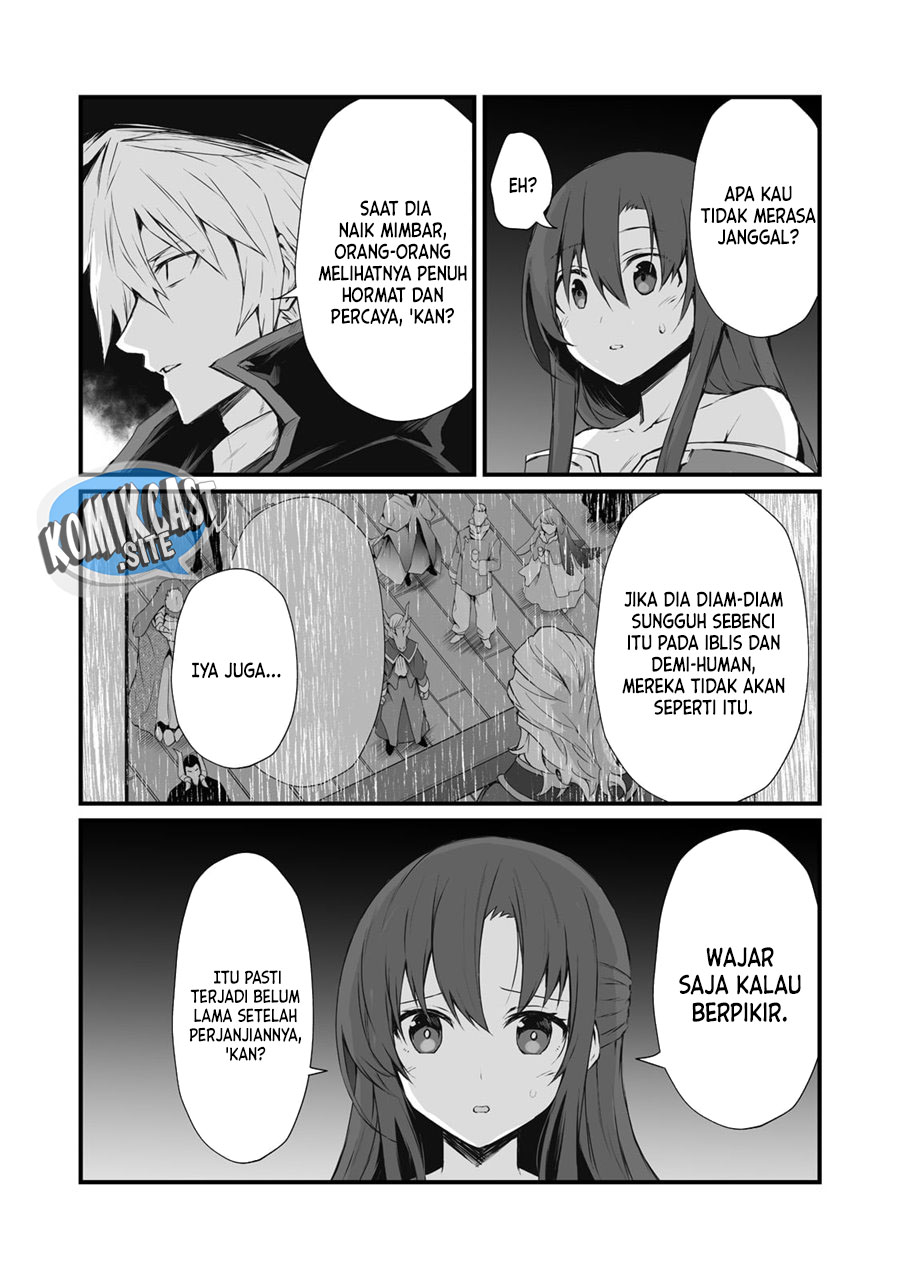 APA KAU
TIDAK MERASA
JANGGAL?
EH?
SAAT DIA
NAIK MIMBAR,
ORANG-ORANG
MELIHATNYA PENUH
HORMAT DAN
PERCAYA, 'KAN?
JIKA DIA DIAM-DIAM
SUNGGUH SEBENCI
ITU PADA IBLIS DAN
DEMI-HUMAN,
MEREKA TIDAK AKAN
SEPERTI ITU.
IYA JUGA...
KOMIKCAST
.SITE
WAJAR
SAJA KALAU
BERPIKIR.
ITU PASTI
TERJADI BELUM
LAMA SETELAH
PERJANJIANNYA,
'KAN?